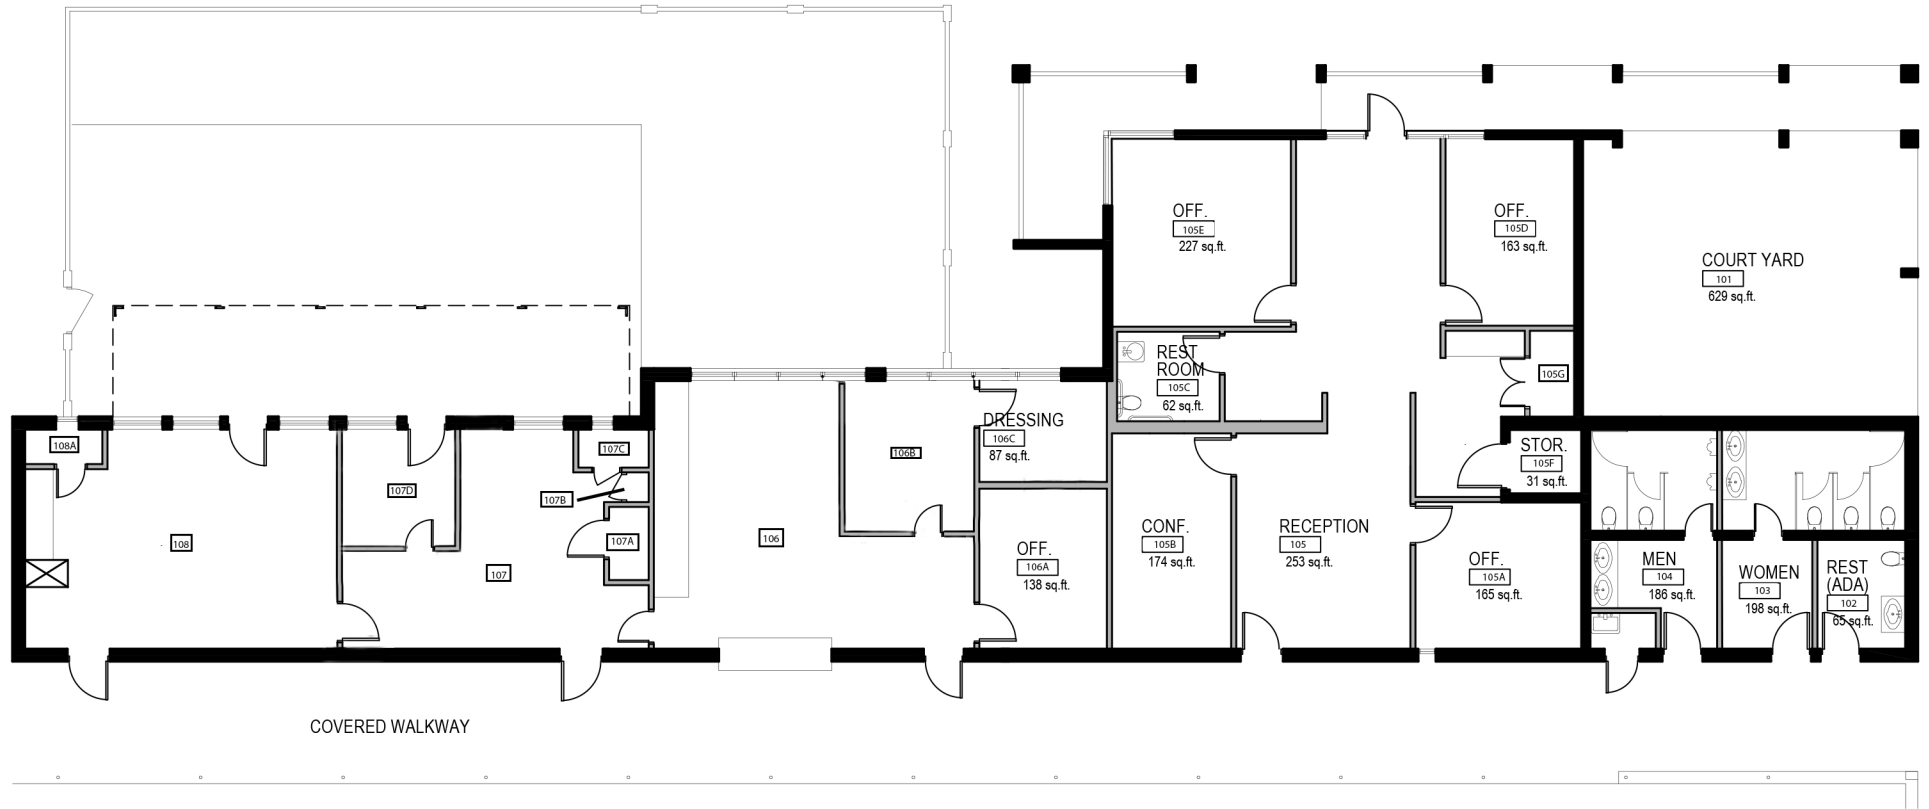 OFF.
105E
227 sq.ft.
OFF.
105D
163 sq.ft.
COURT YARD
101
629 sq.ft.
REST
ROOM
105C
62 sq.ft.
105G
DRESSING
106C
87 sq.ft.
108A
107C
106B
STOR.
105F
31 sq.ft.
107D
107B
108
107A
107
106
OFF.
106A
138 sq.ft.
CONF.
105B
174 sq.ft.
RECEPTION
105
253 sq.ft.
OFF.
105A
165 sq.ft.
MEN
104
186 sq.ft.
WOMEN
103
198 sq.ft.
REST
(ADA)
102
65 sq.ft.
COVERED WALKWAY